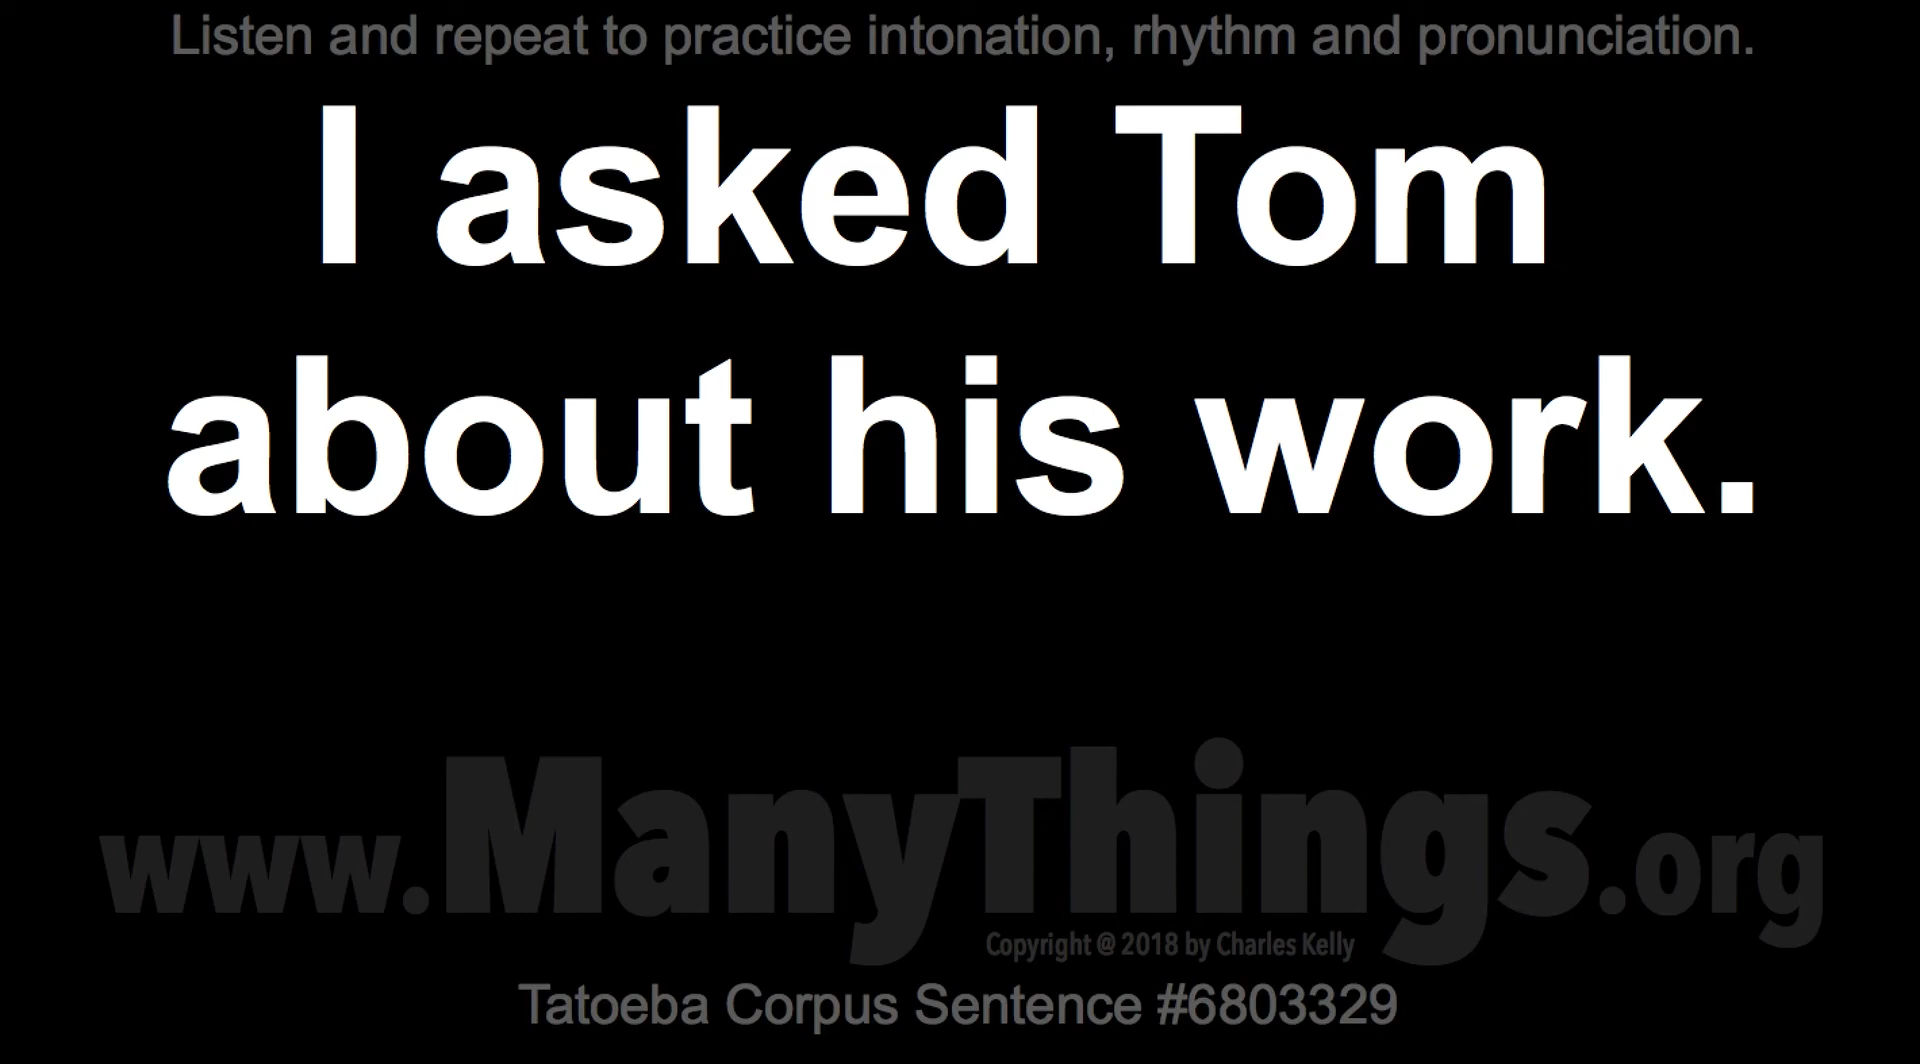 Listen and repeat to practice intonation, rhythm and pronunciation.
I asked Tom
about his work.
www.ManyThings.org
Copyright @ 2018 by Charles Kelly
Tatoeba Corpus Sentence #6803329